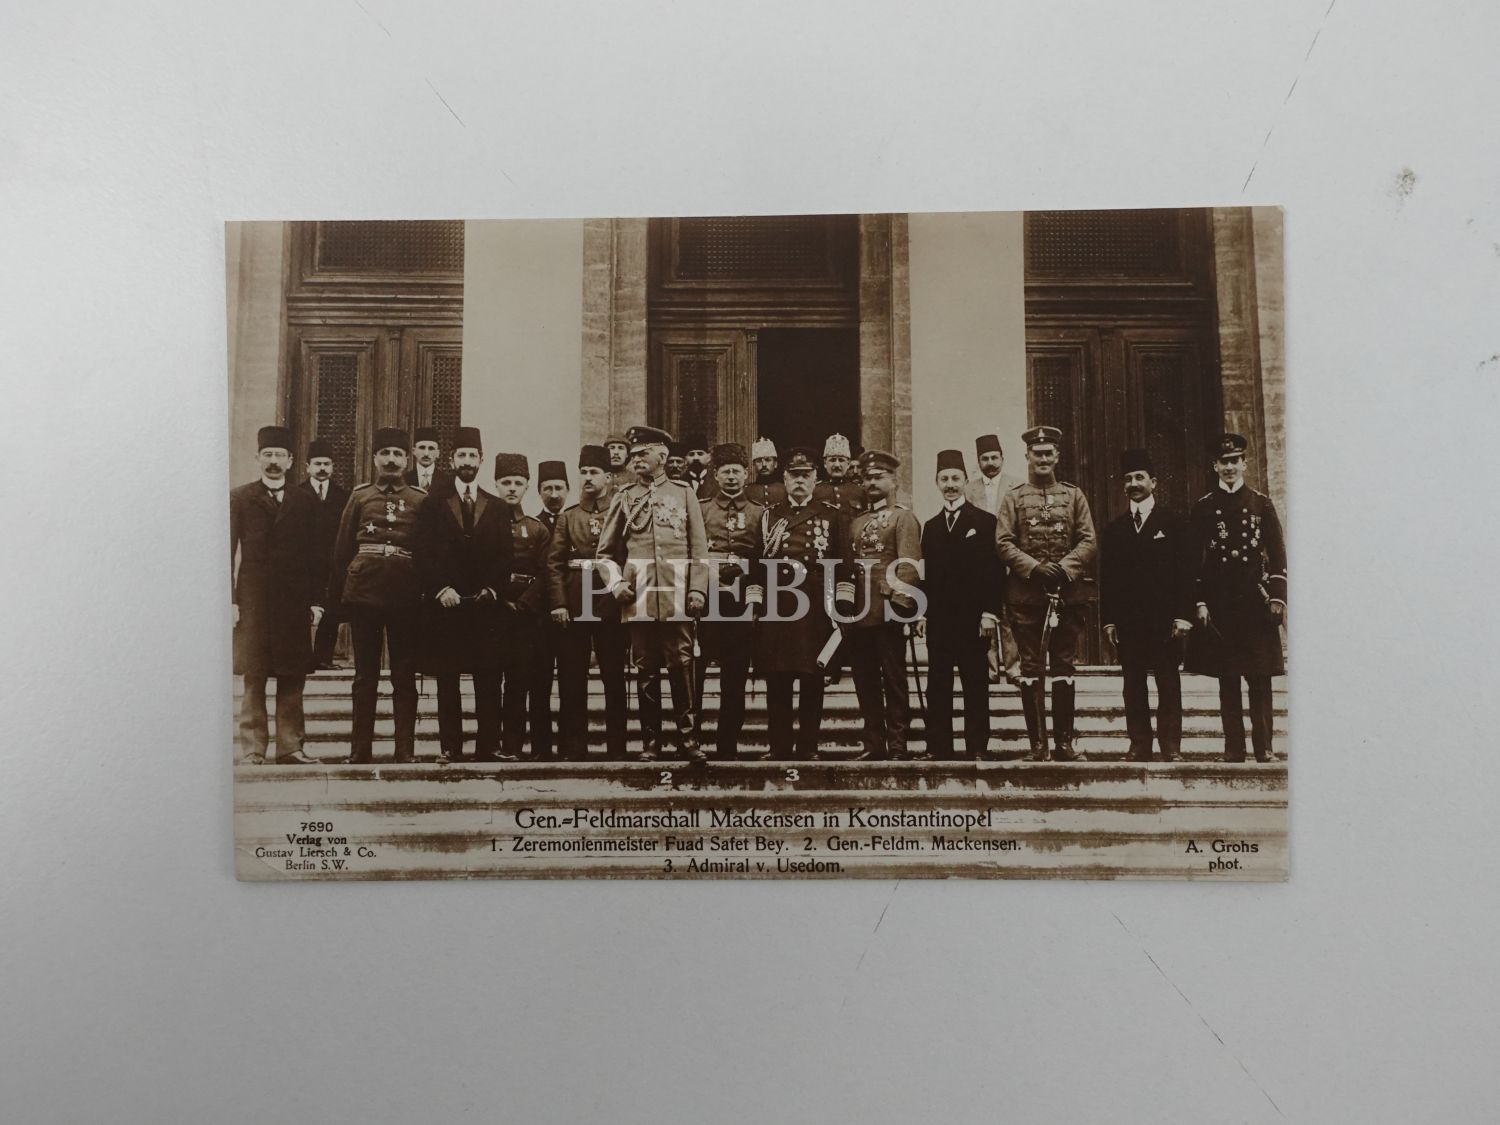 PHEBUS
1 2 3
Gen.=Feldmarschall Mackensen in Konstantinopel
1. Zeremonienmeister Fuad Safet Bey. 2. Gen.-Feldm. Mackensen.
3. Admiral v. Usedom.
7690
Verlag von
Gustav Liersch & Co.
Berlin S.W.
A. Grohs
phot.